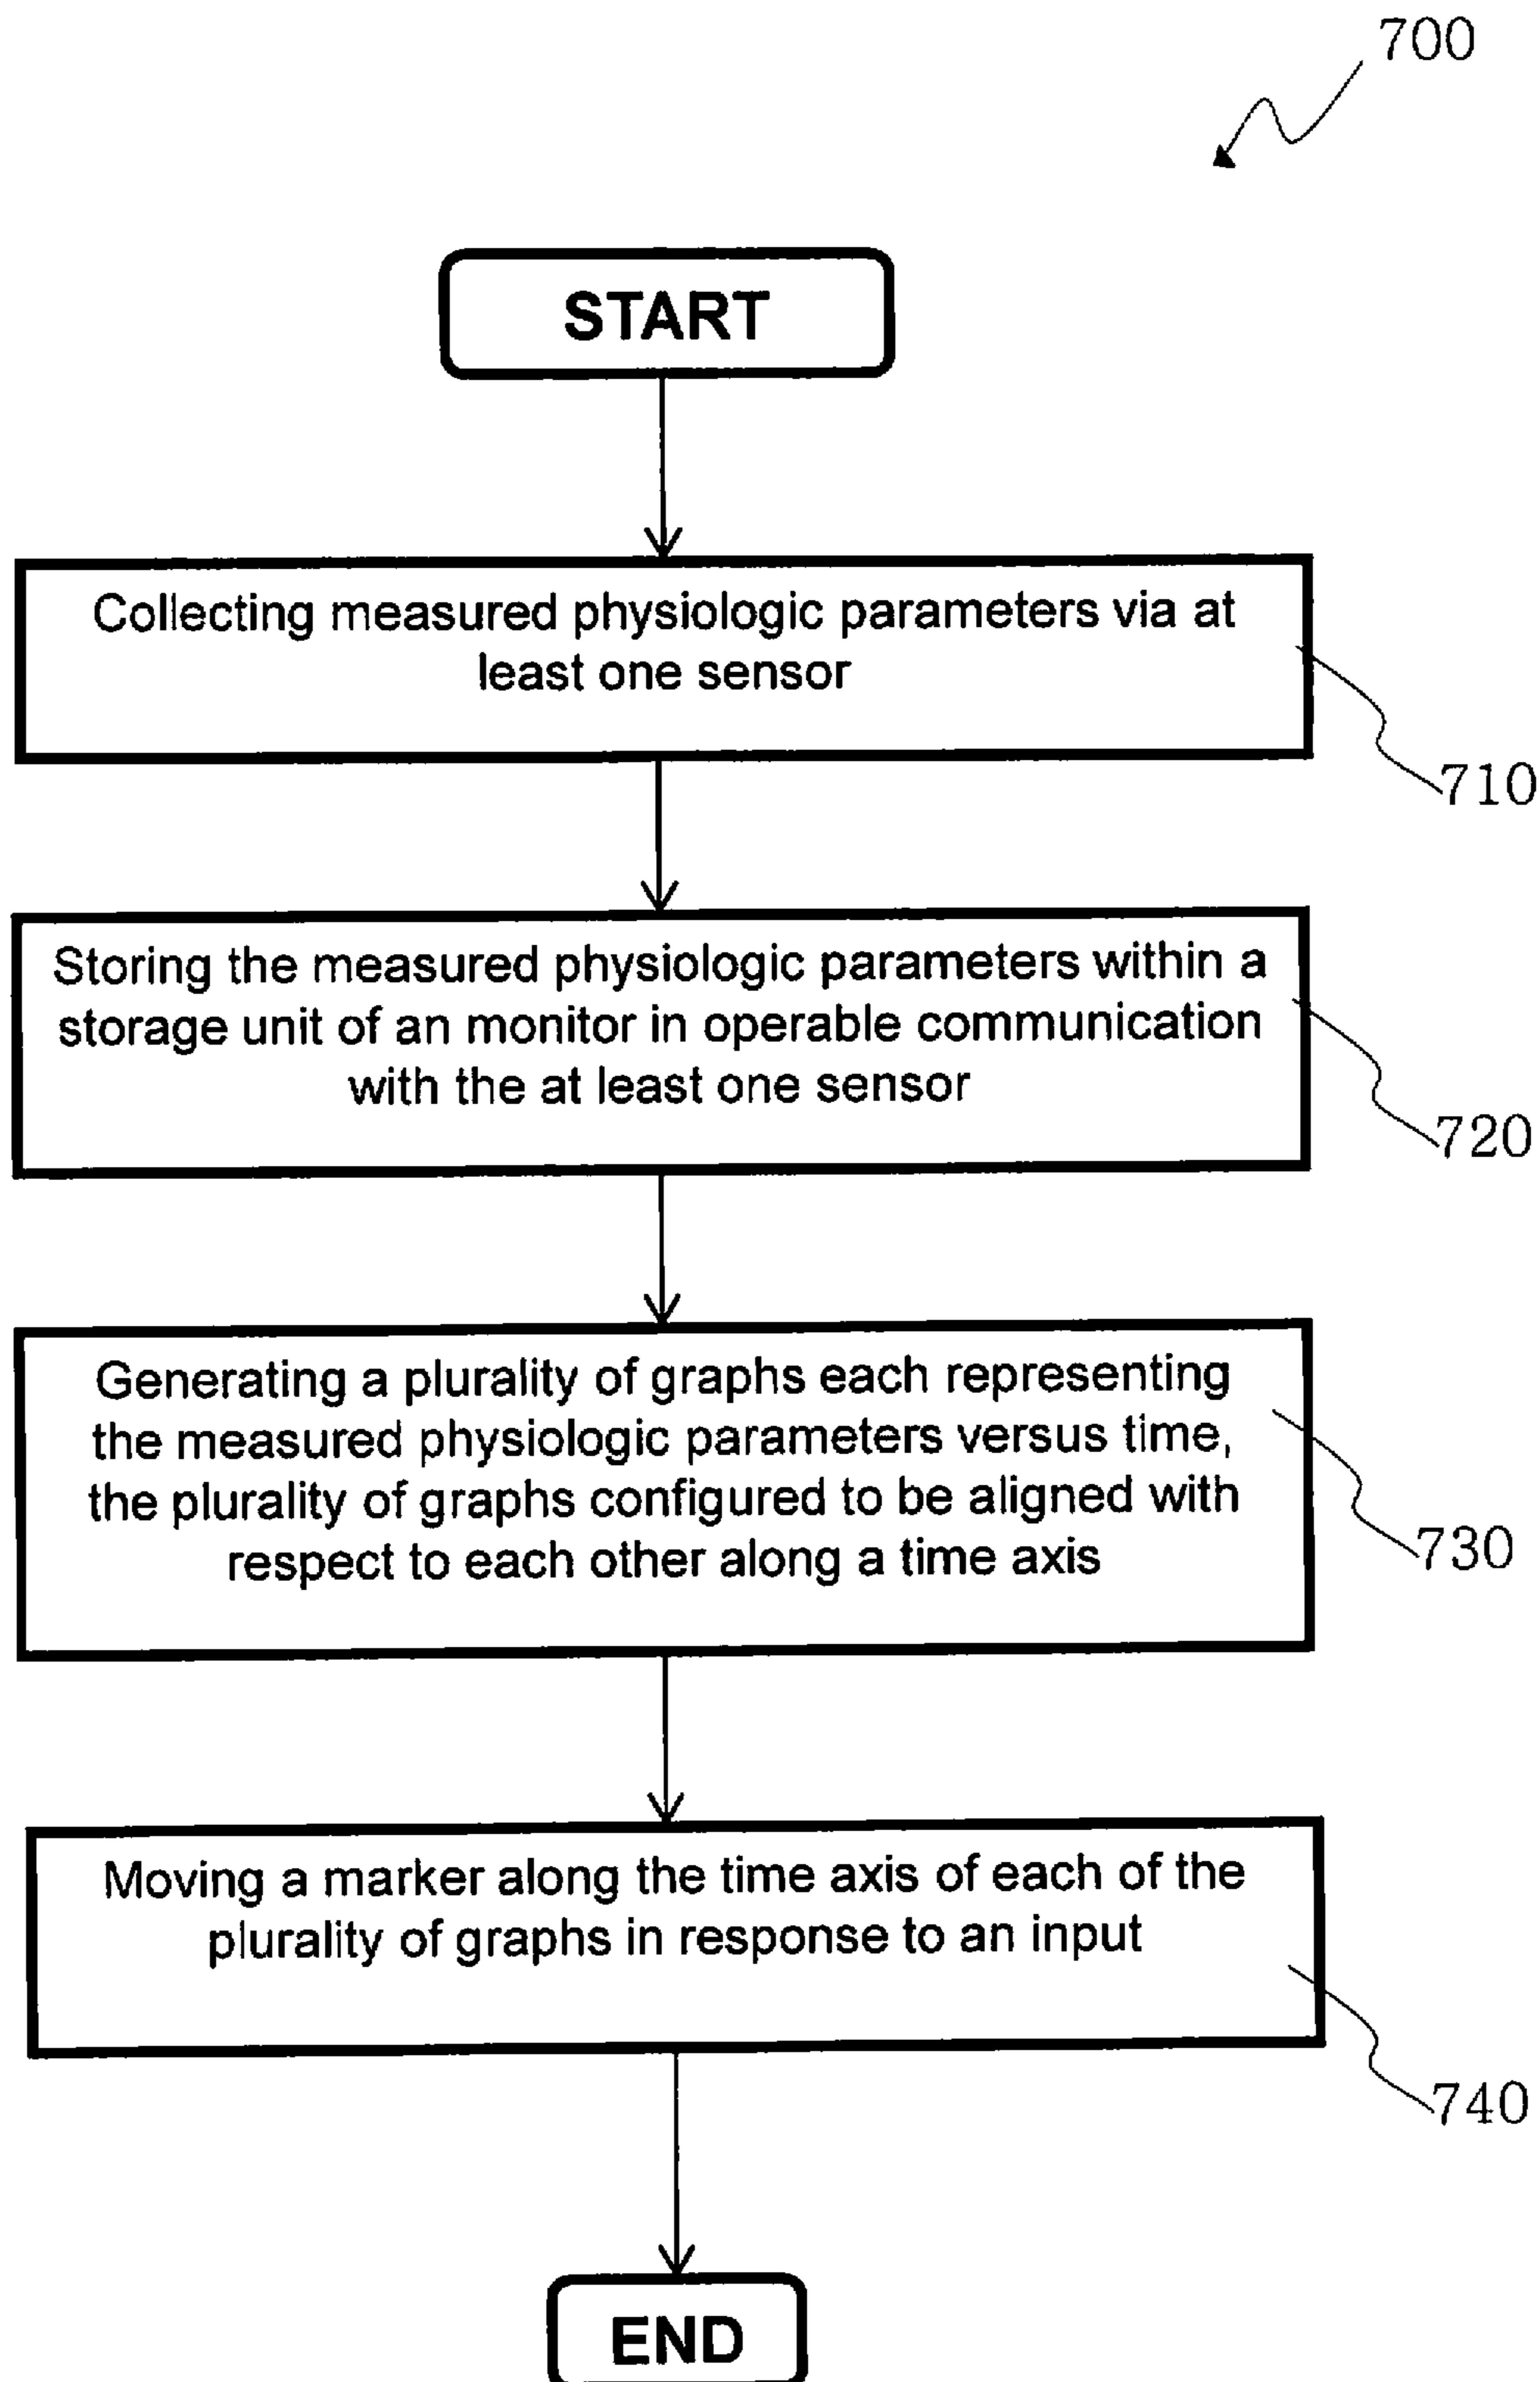 700
START
Collecting measured physiologic parameters via at
least one sensor
710
Storing the measured physiologic parameters within a
storage unit of an monitor in operable communication
with the at least one sensor
720
Generating a plurality of graphs each representing
the measured physiologic parameters versus time,
the plurality of graphs configured to be aligned with
respect to each other along a time axis
730
Moving a marker along the time axis of each of the
plurality of graphs in response to an input
740
END